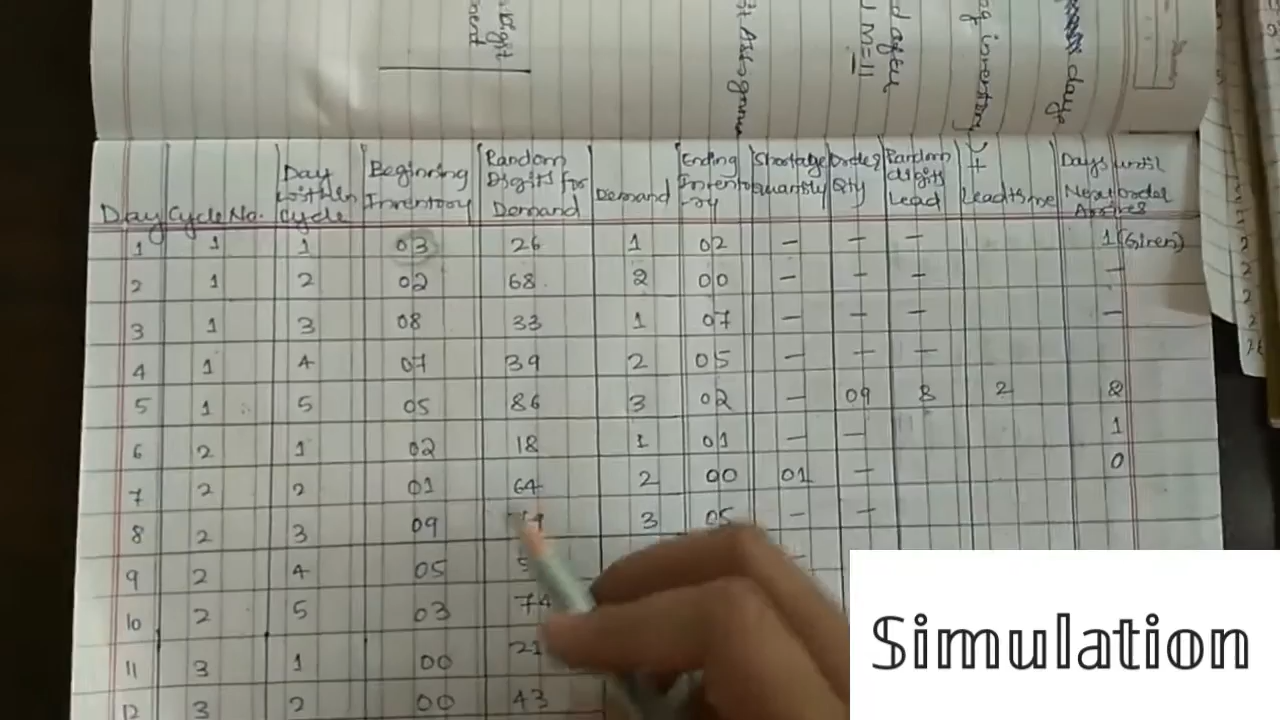 d after
M=11
days
Day Cycle No. Day within cycle Beginning Inventory Random Digits for Demand Demand Ending Inventory Shortage quantity Order Qty Random digits Lead Leadtime Days until Next order Arrives
1 1 1 03 26 1 02 - - - 1 (Given)
2 1 2 02 68 2 00 - - - -
3 1 3 08 33 1 07 - - - -
4 1 4 07 39 2 05 - - -
5 1 5 05 86 3 02 - 09 8 2 2
6 2 1 02 18 1 01 - - 1
7 2 2 01 64 2 00 01 - 0
8 2 3 09 3 05 - -
9 2 4 05
10 2 5 03 74
11 3 1 00 21
12 3 2 00 43
Simulation